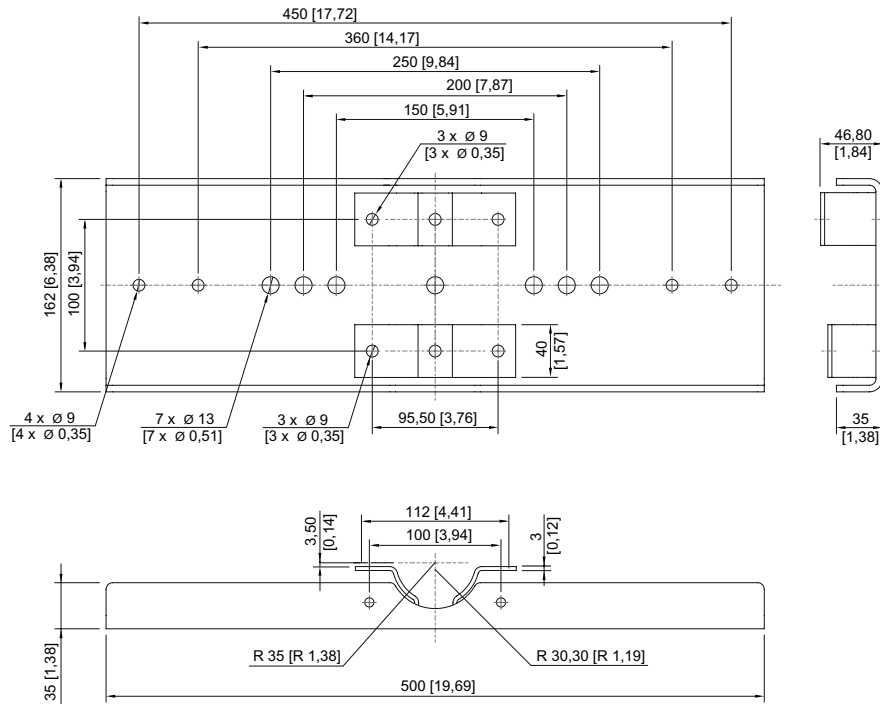 450 [17,72]
360 [14,17]
250 [9,84]
200 [7,87]
150 [5,91]
3 x Ø 9
[3 x Ø 0,35]
46,80
[1,84]
162 [6,38]
100 [3,94]
40
[1,57]
4 x Ø 9
[4 x Ø 0,35]
7 x Ø 13
[7 x Ø 0,51]
3 x Ø 9
[3 x Ø 0,35]
95,50 [3,76]
35
[1,38]
3,50
[0,14]
112 [4,41]
100 [3,94]
3
[0,12]
35
[1,38]
R 35 [R 1,38]
R 30,30 [R 1,19]
500 [19,69]